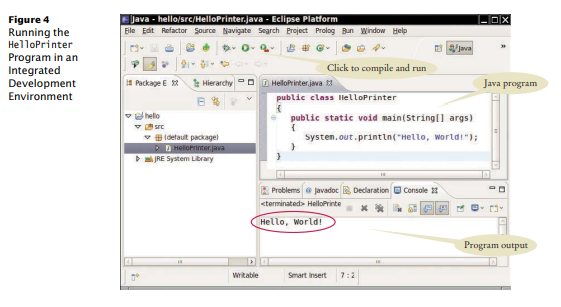 Figure 4
Running the
HelloPrinter
Program in an
Integrated
Development
Environment
Java - hello/src/HelloPrinter.java - Eclipse Platform
File Edit Refactor Source Navigate Search Project Prolog Run Window Help
Java
»
Click to compile and run
Package E
Hierarchy
HelloPrinter.java
Java program
hello
src
(default package)
HelloPrinter.java
JRE System Library
public class HelloPrinter
{
public static void main(String[] args)
{
System.out.println("Hello, World!");
}
}
Problems @ Javadoc Declaration Console
<terminated> HelloPrinte
Hello, World!
Program output
Writable Smart Insert 7 : 2